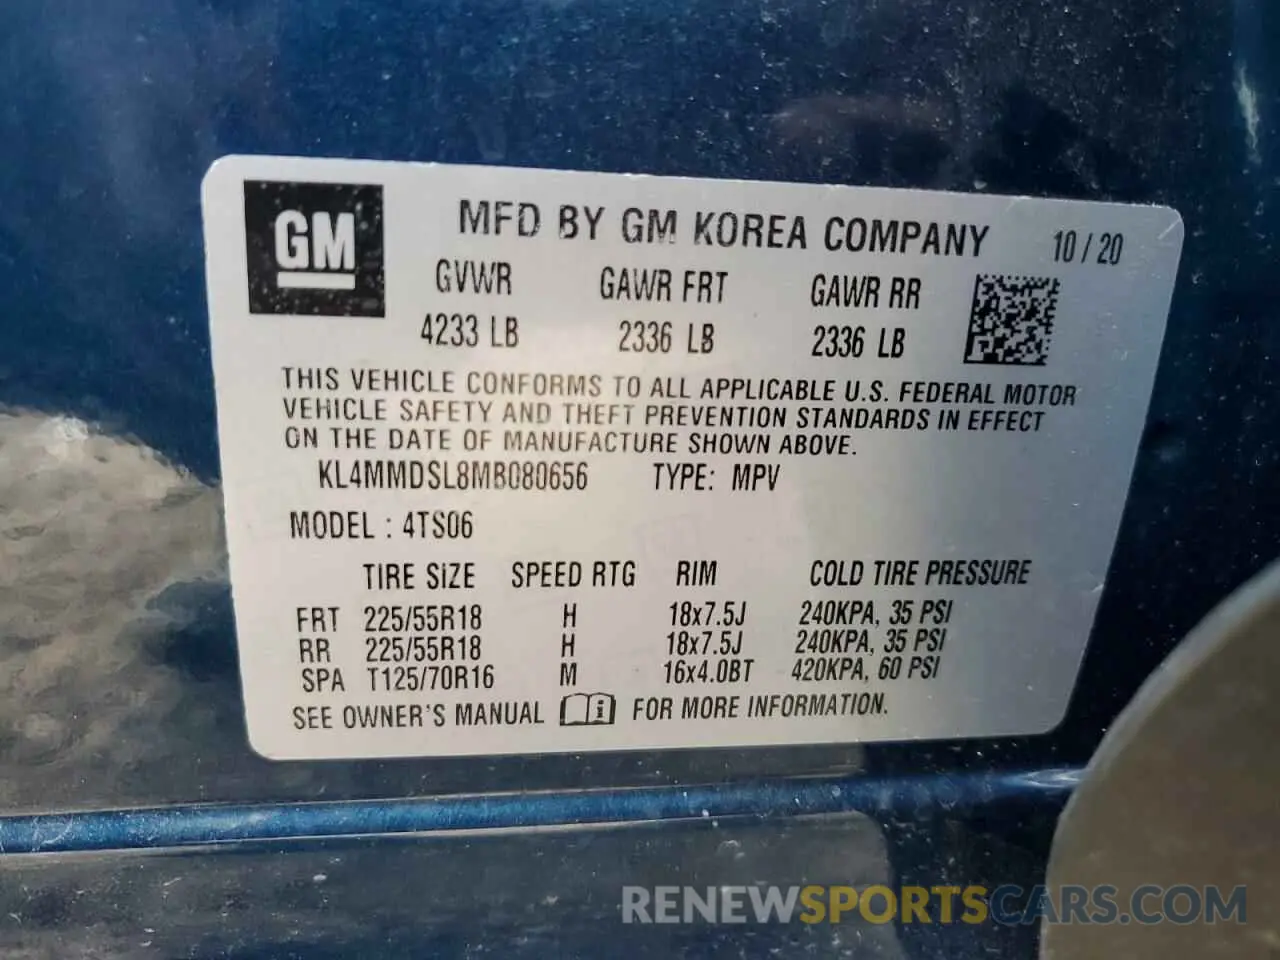 GM
MFD BY GM KOREA COMPANY 10/20
GVWR GAWR FRT GAWR RR
4233 LB 2336 LB 2336 LB
THIS VEHICLE CONFORMS TO ALL APPLICABLE U.S. FEDERAL MOTOR
VEHICLE SAFETY AND THEFT PREVENTION STANDARDS IN EFFECT
ON THE DATE OF MANUFACTURE SHOWN ABOVE.
KL4MMDSL8MB080656 TYPE: MPV
MODEL : 4TS06
TIRE SIZE SPEED RTG RIM COLD TIRE PRESSURE
FRT 225/55R18 H 18x7.5J 240KPA, 35 PSI
RR 225/55R18 H 18x7.5J 240KPA, 35 PSI
SPA T125/70R16 M 16x4.0BT 420KPA, 60 PSI
SEE OWNER'S MANUAL i FOR MORE INFORMATION.
RENEWSPORTSCARS.COM